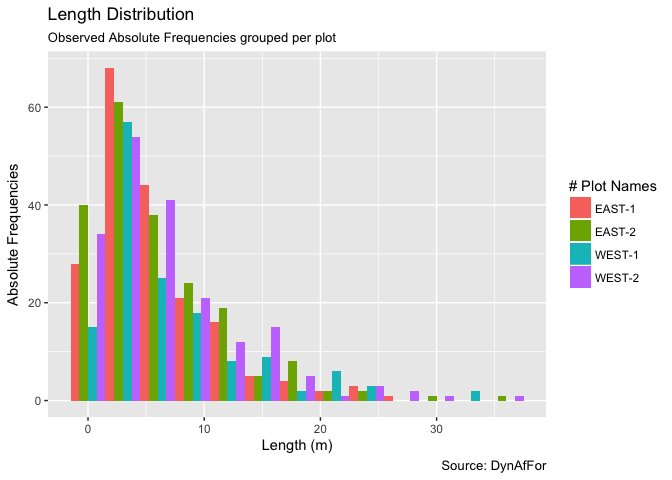 Length Distribution
Observed Absolute Frequencies grouped per plot
Absolute Frequencies
60
40
20
0
0 10 20 30
Length (m)
# Plot Names
EAST-1
EAST-2
WEST-1
WEST-2
Source: DynAfFor